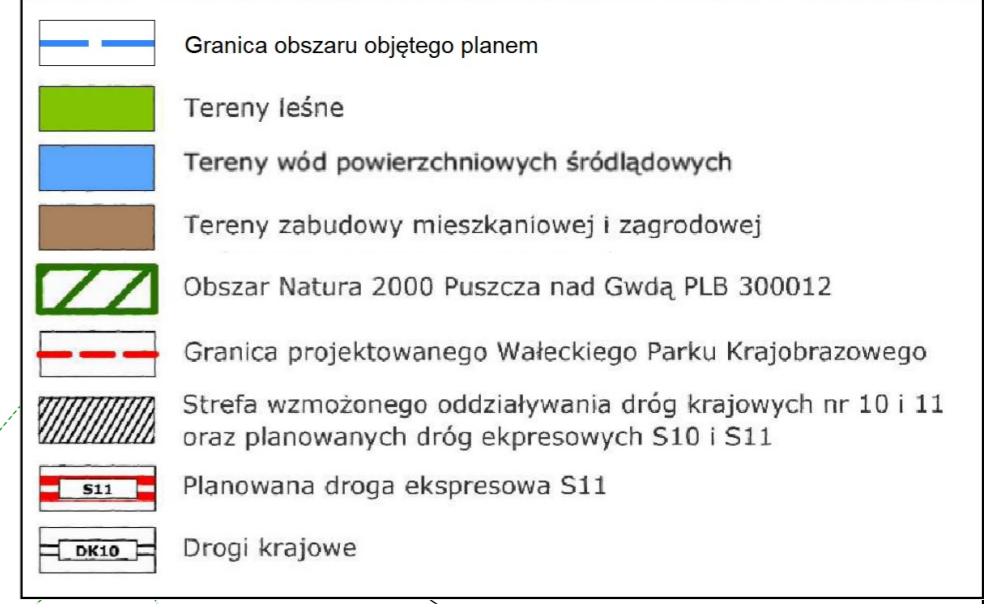 Granica obszaru objętego planem
Tereny leśne
Tereny wód powierzchniowych śródlądowych
Tereny zabudowy mieszkaniowej i zagrodowej
Obszar Natura 2000 Puszcza nad Gwdą PLB 300012
Granica projektowanego Wałeckiego Parku Krajobrazowego
Strefa wzmożonego oddziaływania dróg krajowych nr 10 i 11
oraz planowanych dróg ekpresowych S10 i S11
S11 Planowana droga ekspresowa S11
DK10 Drogi krajowe